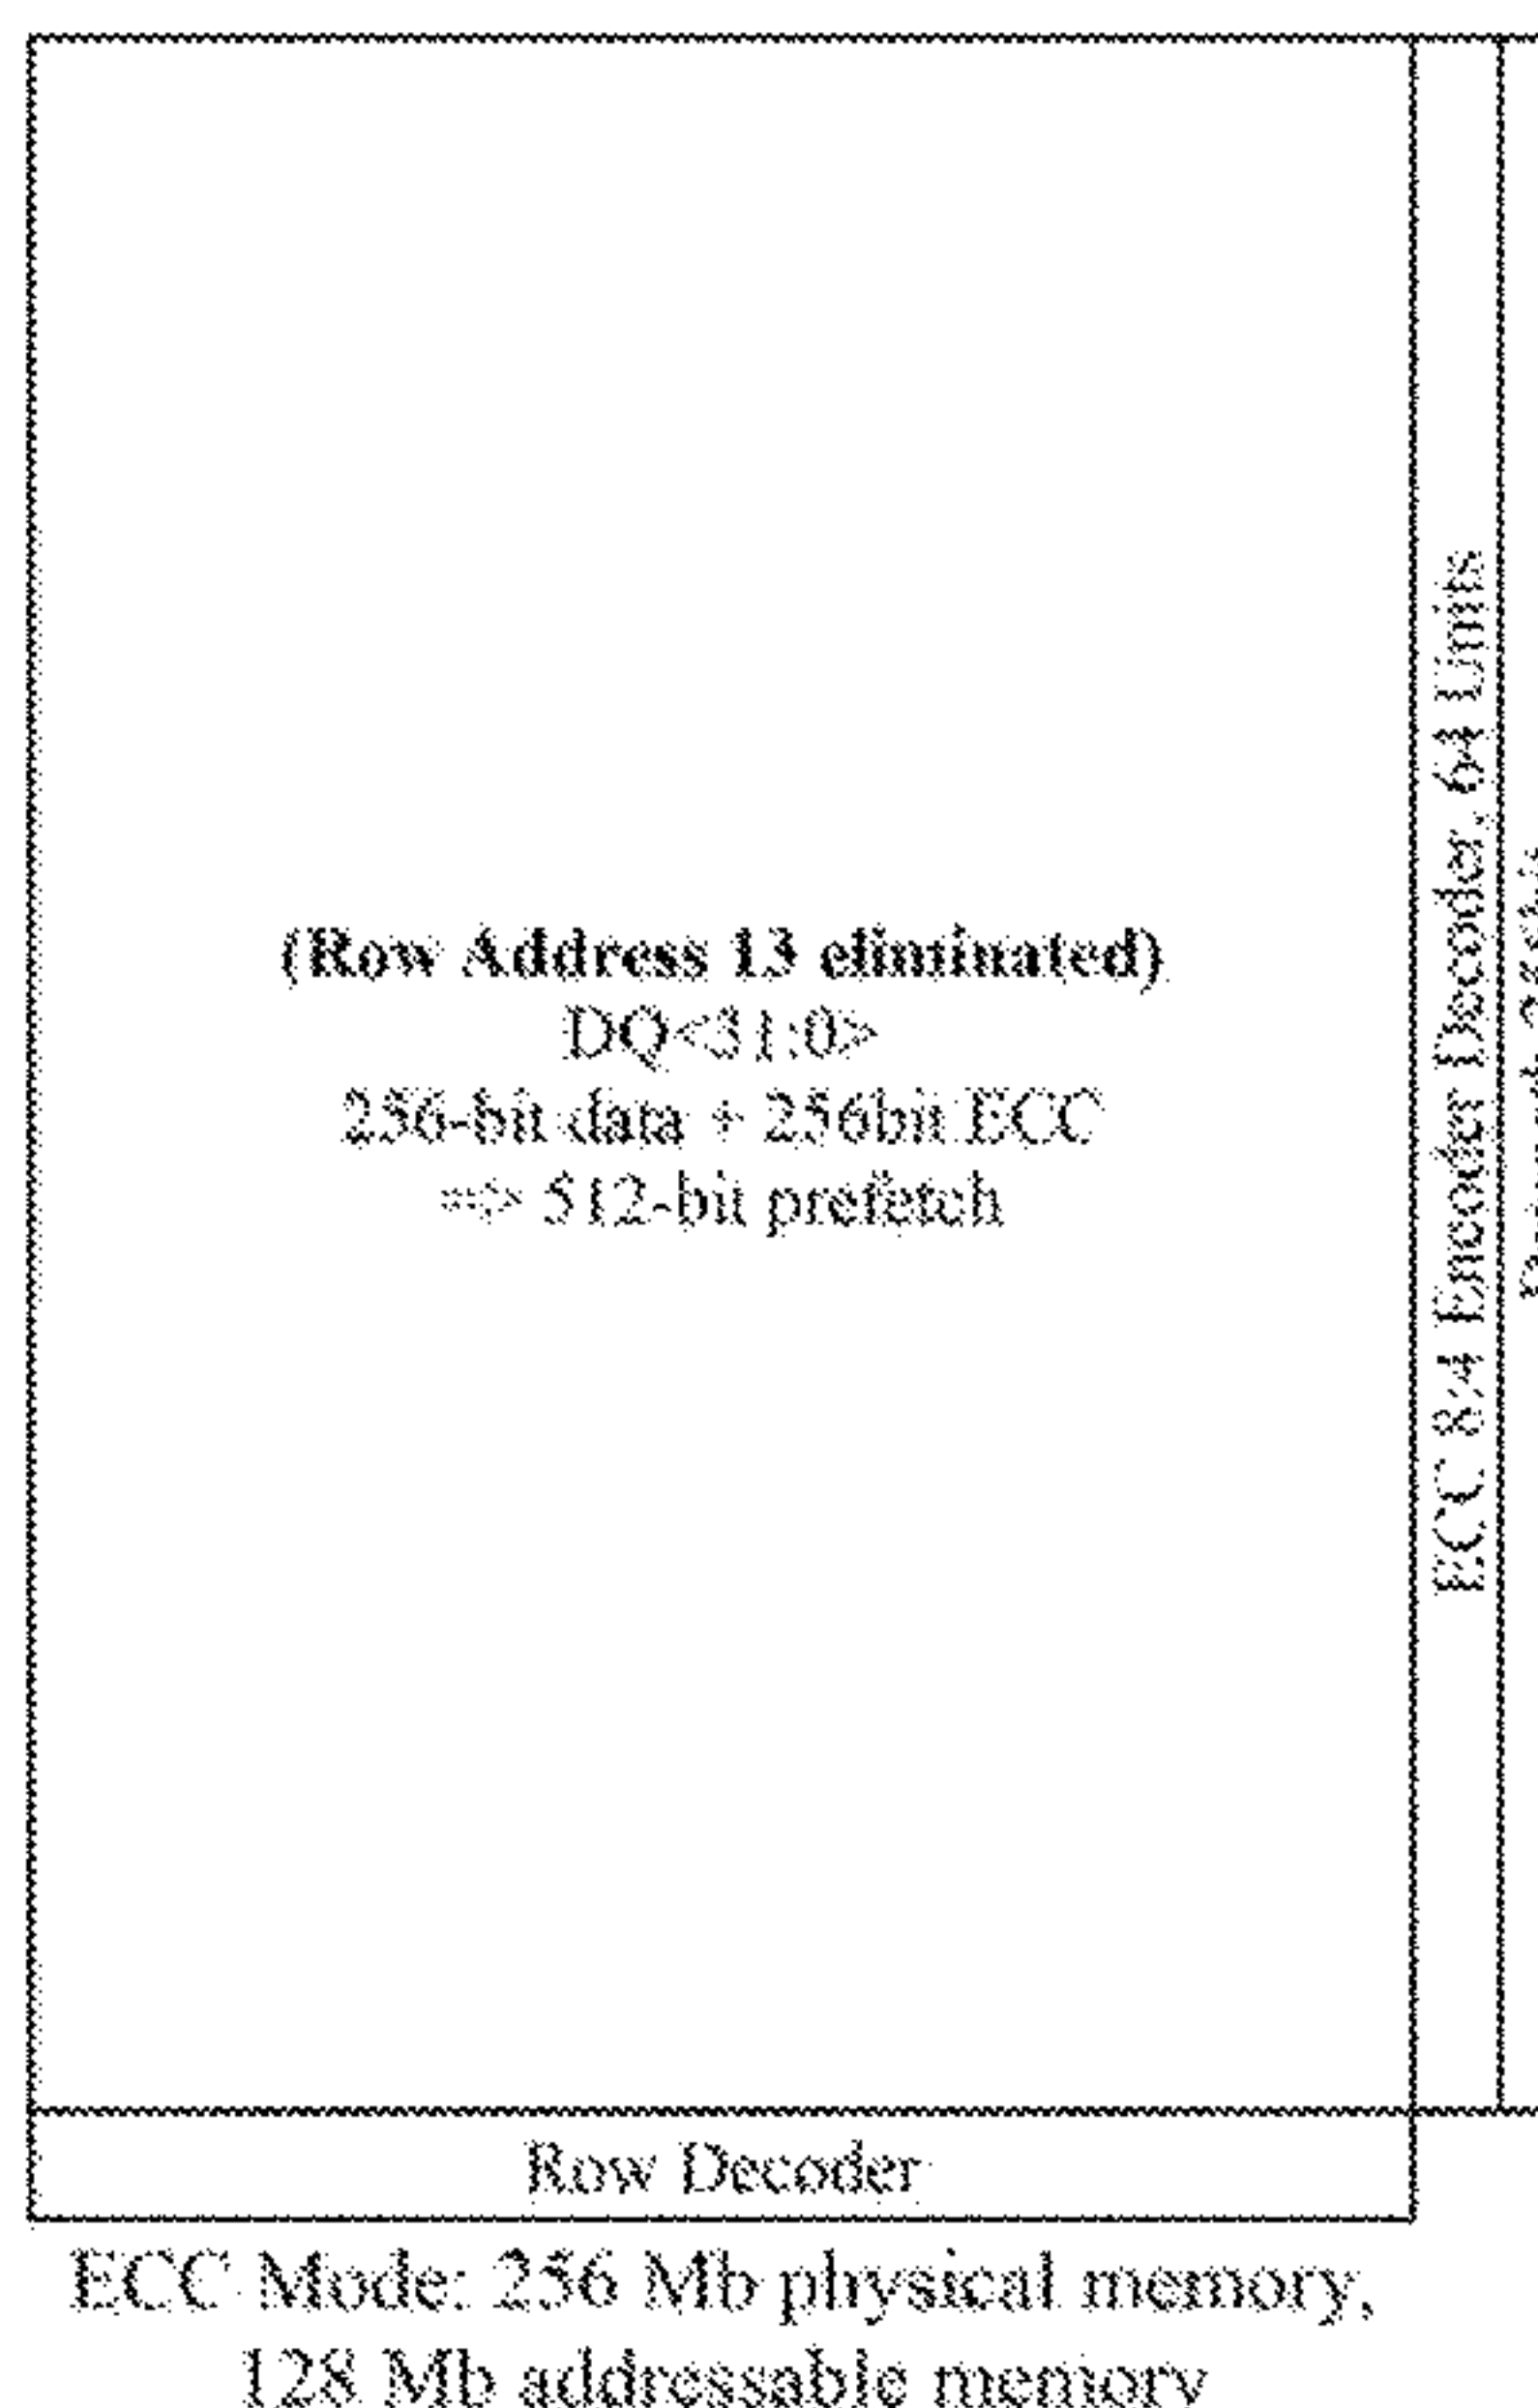 (Row Address 13 eliminated)
DQ<31:0>
256-bit data + 256bit ECC
=> 512-bit prefetch
ECC 8:4 Encoder Decoder, 64 Units
Row Decoder
ECC Mode: 256 Mb physical memory,
128 Mb addressable memory